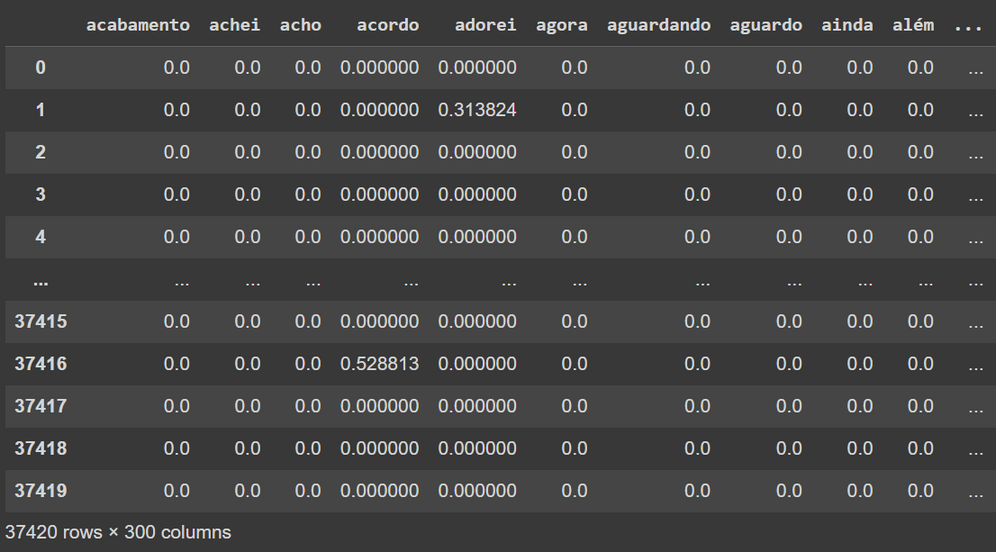 acabamento achei acho acordo adorei agora aguardando aguardo ainda além ...
0 0.0 0.0 0.0 0.000000 0.000000 0.0 0.0 0.0 0.0 0.0 ...
1 0.0 0.0 0.0 0.000000 0.313824 0.0 0.0 0.0 0.0 0.0 ...
2 0.0 0.0 0.0 0.000000 0.000000 0.0 0.0 0.0 0.0 0.0 ...
3 0.0 0.0 0.0 0.000000 0.000000 0.0 0.0 0.0 0.0 0.0 ...
4 0.0 0.0 0.0 0.000000 0.000000 0.0 0.0 0.0 0.0 0.0 ...
... ... ... ... ... ... ... ... ... ... ... ...
37415 0.0 0.0 0.0 0.000000 0.000000 0.0 0.0 0.0 0.0 0.0 ...
37416 0.0 0.0 0.0 0.528813 0.000000 0.0 0.0 0.0 0.0 0.0 ...
37417 0.0 0.0 0.0 0.000000 0.000000 0.0 0.0 0.0 0.0 0.0 ...
37418 0.0 0.0 0.0 0.000000 0.000000 0.0 0.0 0.0 0.0 0.0 ...
37419 0.0 0.0 0.0 0.000000 0.000000 0.0 0.0 0.0 0.0 0.0 ...
37420 rows × 300 columns